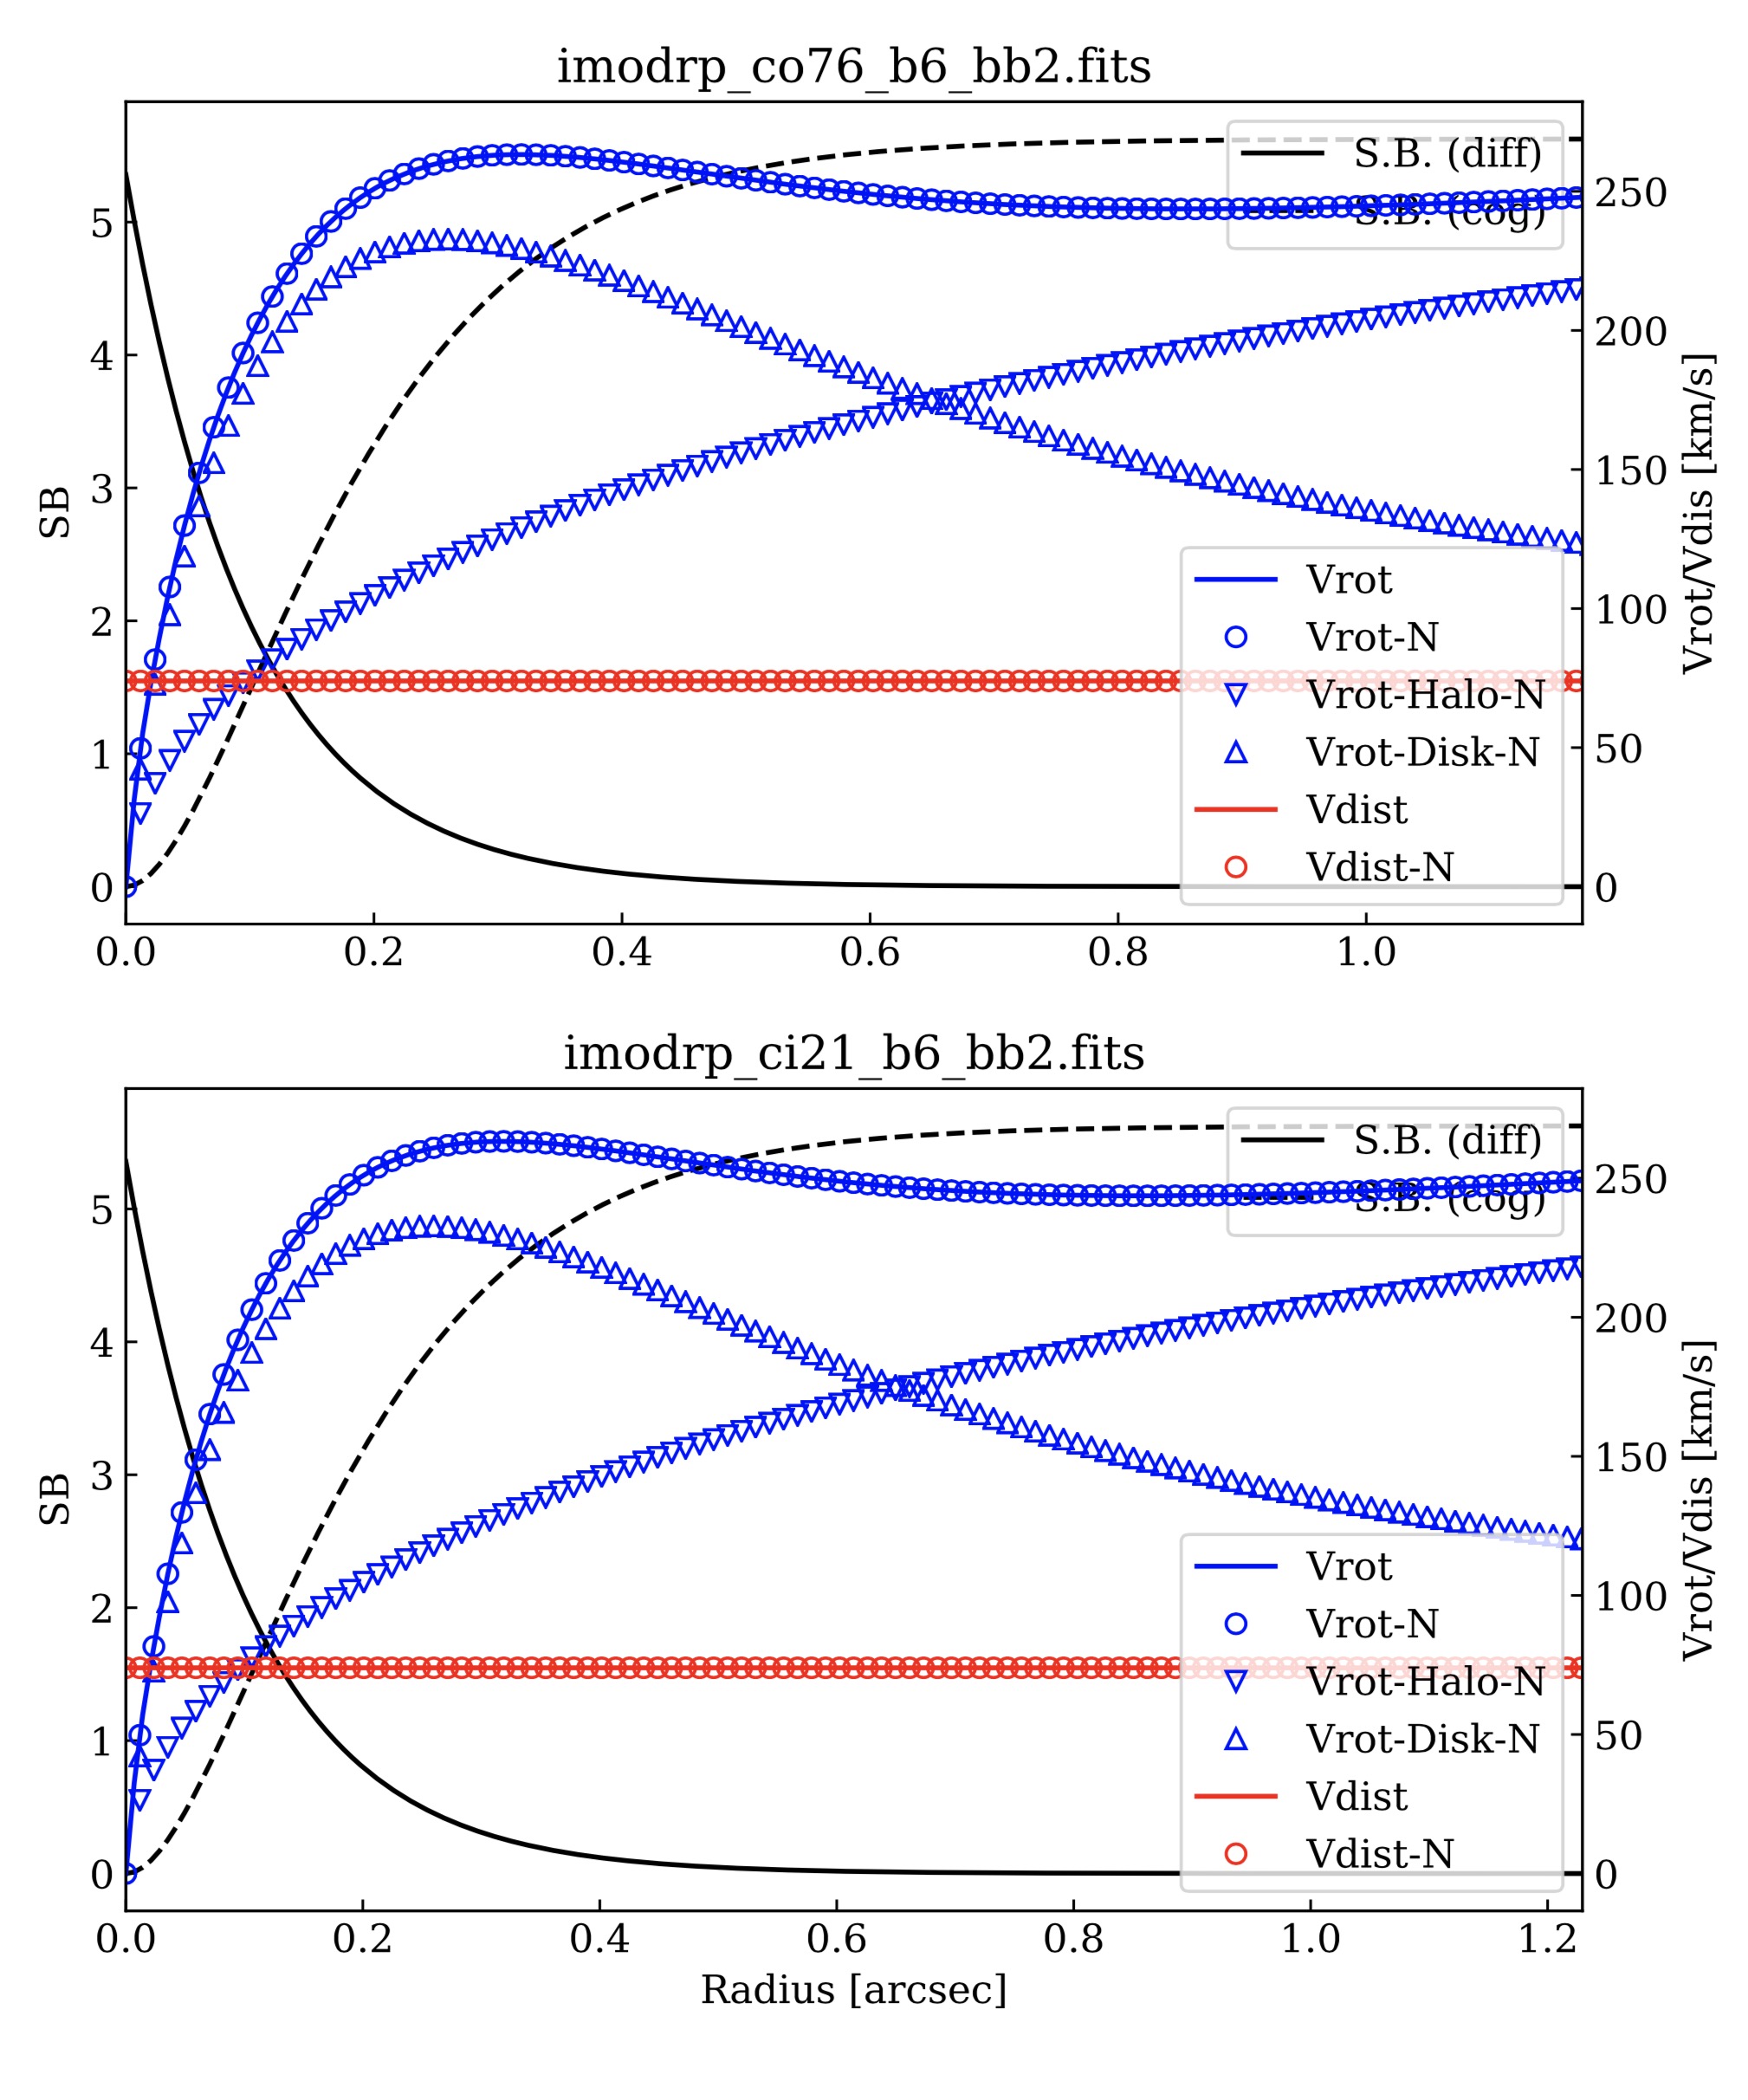 imodrp_co76_b6_bb2.fits
SB
5
4
3
2
1
0
0.0 0.2 0.4 0.6 0.8 1.0
250
200
150
100
50
0
Vrot/Vdis [km/s]
S.B. (diff)
S.B. (cog)
Vrot
Vrot-N
Vrot-Halo-N
Vrot-Disk-N
Vdist
Vdist-N
imodrp_ci21_b6_bb2.fits
SB
5
4
3
2
1
0
0.0 0.2 0.4 0.6 0.8 1.0 1.2
Radius [arcsec]
250
200
150
100
50
0
Vrot/Vdis [km/s]
S.B. (diff)
S.B. (cog)
Vrot
Vrot-N
Vrot-Halo-N
Vrot-Disk-N
Vdist
Vdist-N